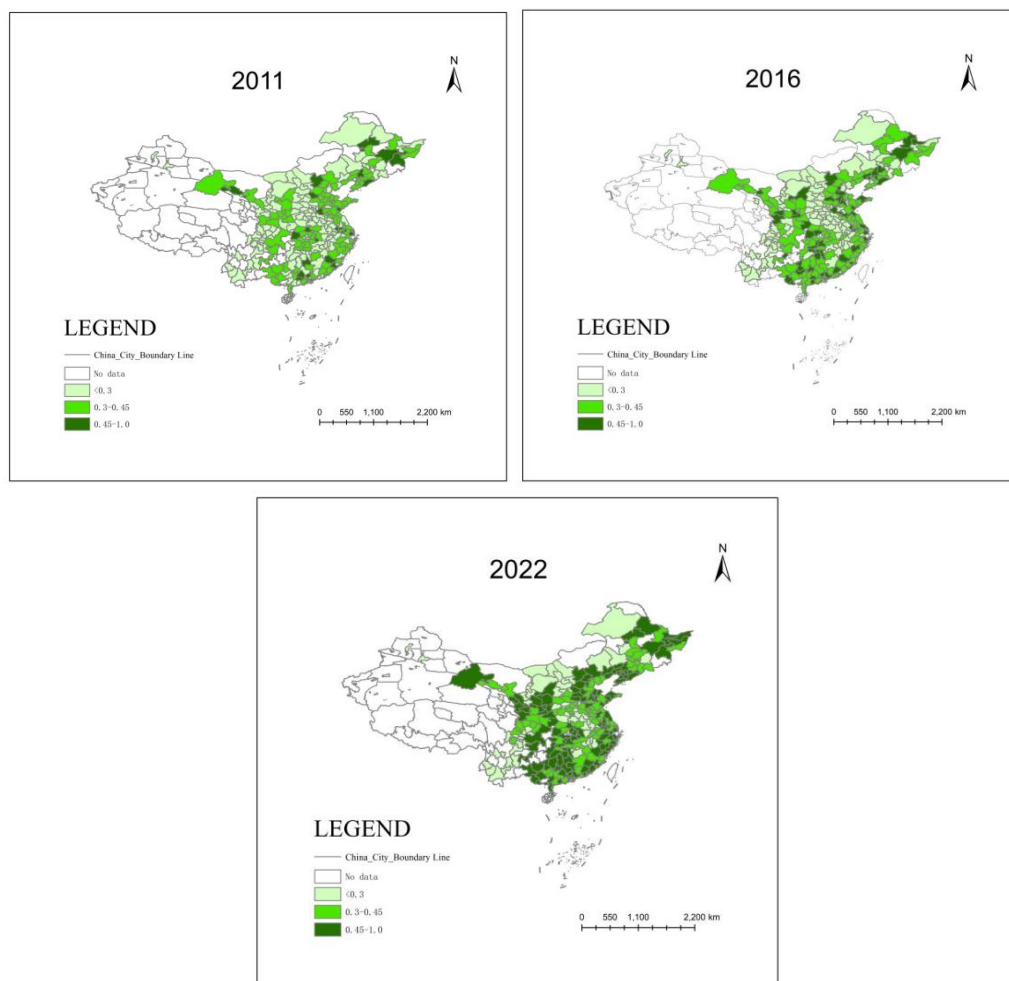 2011
N
LEGEND
China_City_Boundary Line
No data
<0.3
0.3-0.45
0.45-1.0
0 550 1,100 2,200 km
2016
N
LEGEND
China_City_Boundary Line
No data
<0.3
0.3-0.45
0.45-1.0
0 550 1,100 2,200 km
2022
N
LEGEND
China_City_Boundary Line
No data
<0.3
0.3-0.45
0.45-1.0
0 550 1,100 2,200 km